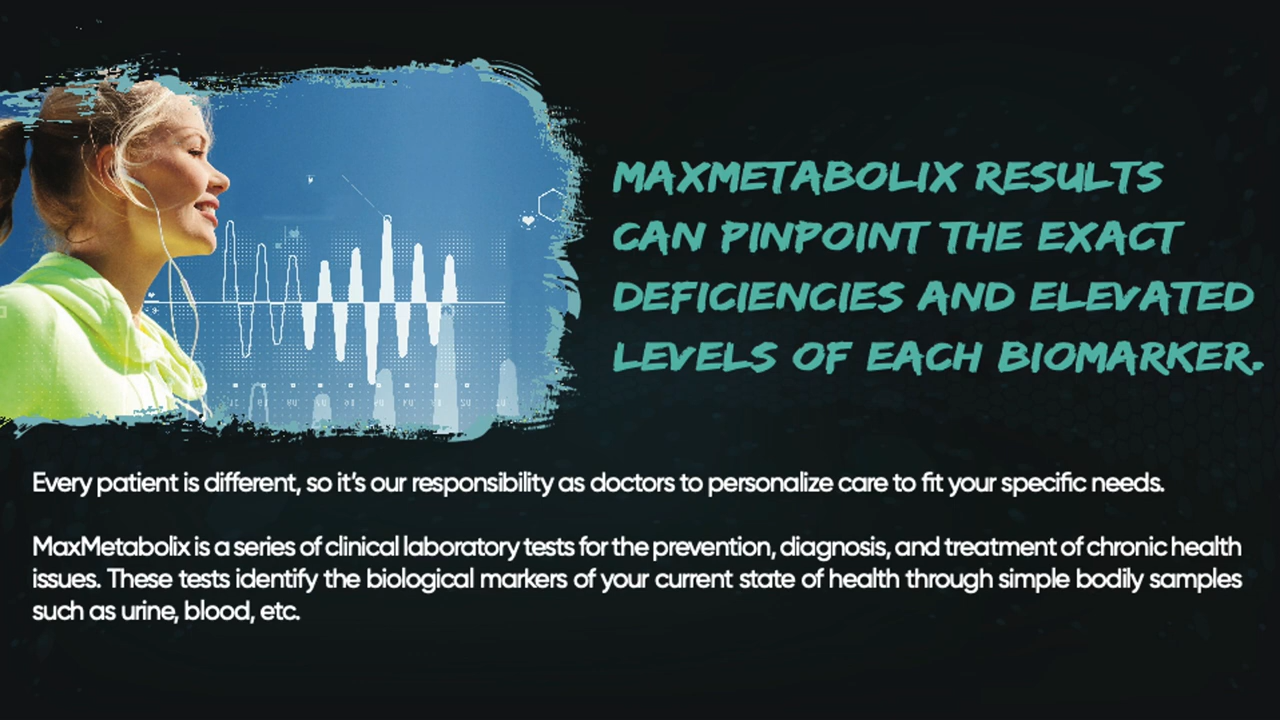 MAXMETABOLIX RESULTS
CAN PINPOINT THE EXACT
DEFICIENCIES AND ELEVATED
LEVELS OF EACH BIOMARKER.
Every patient is different, so it's our responsibility as doctors to personalize care to fit your specific needs.
MaxMetabolix is a series of clinical laboratory tests for the prevention, diagnosis, and treatment of chronic health
issues. These tests identify the biological markers of your current state of health through simple bodily samples
such as urine, blood, etc.